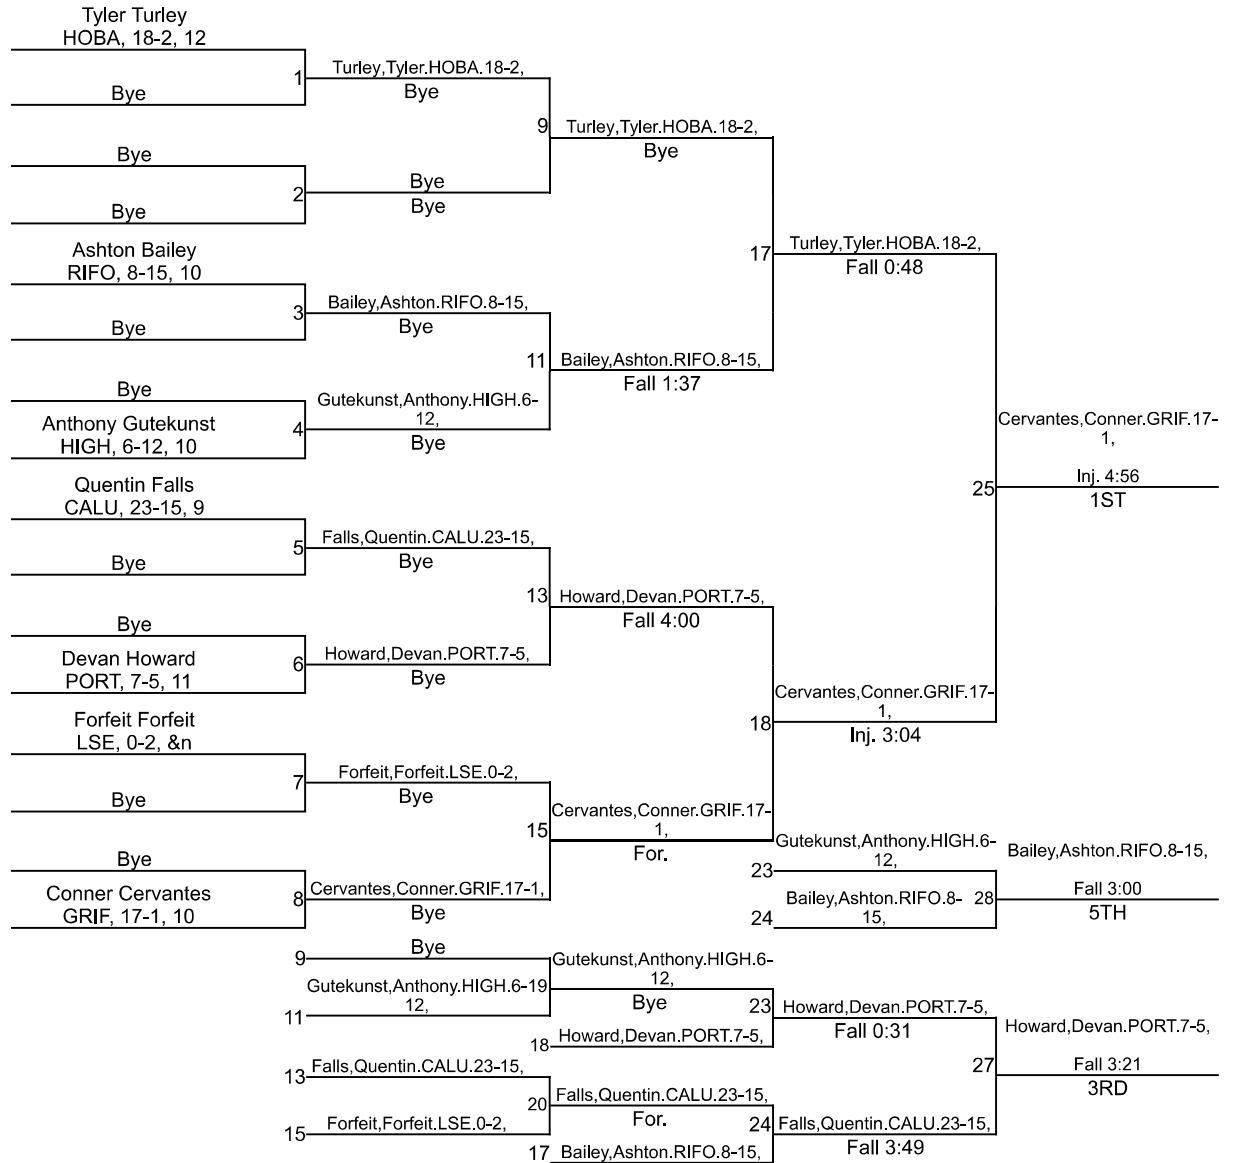 Tyler Turley
HOBA, 18-2, 12
1
Turley,Tyler.HOBA.18-2,
Bye
Bye
9
Turley,Tyler.HOBA.18-2,
Bye
Bye
2
Bye
Bye
Bye
Ashton Bailey
RIFO, 8-15, 10
17
Turley,Tyler.HOBA.18-2,
Fall 0:48
3
Bailey,Ashton.RIFO.8-15,
Bye
Bye
11
Bailey,Ashton.RIFO.8-15,
Fall 1:37
Bye
Anthony Gutekunst
HIGH, 6-12, 10
4
Gutekunst,Anthony.HIGH.6-
12,
Bye
Cervantes,Conner.GRIF.17-
1,
25
Inj. 4:56
1ST
Quentin Falls
CALU, 23-15, 9
5
Falls,Quentin.CALU.23-15,
Bye
Bye
13
Howard,Devan.PORT.7-5,
Fall 4:00
Bye
Devan Howard
PORT, 7-5, 11
6
Howard,Devan.PORT.7-5,
Bye
18
Cervantes,Conner.GRIF.17-
1,
Inj. 3:04
Forfeit Forfeit
LSE, 0-2, &n
7
Forfeit,Forfeit.LSE.0-2,
Bye
Bye
15
Cervantes,Conner.GRIF.17-
1,
For.
Bye
Conner Cervantes
GRIF, 17-1, 10
8
Cervantes,Conner.GRIF.17-1,
Bye
23
Gutekunst,Anthony.HIGH.6-
12,
24
Bailey,Ashton.RIFO.8-
15,
28
Bailey,Ashton.RIFO.8-15,
Fall 3:00
5TH
9
Bye
11
Gutekunst,Anthony.HIGH.6-
12,
19
Gutekunst,Anthony.HIGH.6-
12,
Bye
18
Howard,Devan.PORT.7-5,
23
Howard,Devan.PORT.7-5,
Fall 0:31
27
Howard,Devan.PORT.7-5,
Fall 3:21
3RD
13
Falls,Quentin.CALU.23-15,
15
Forfeit,Forfeit.LSE.0-2,
20
Falls,Quentin.CALU.23-15,
For.
17
Bailey,Ashton.RIFO.8-15,
24
Falls,Quentin.CALU.23-15,
Fall 3:49